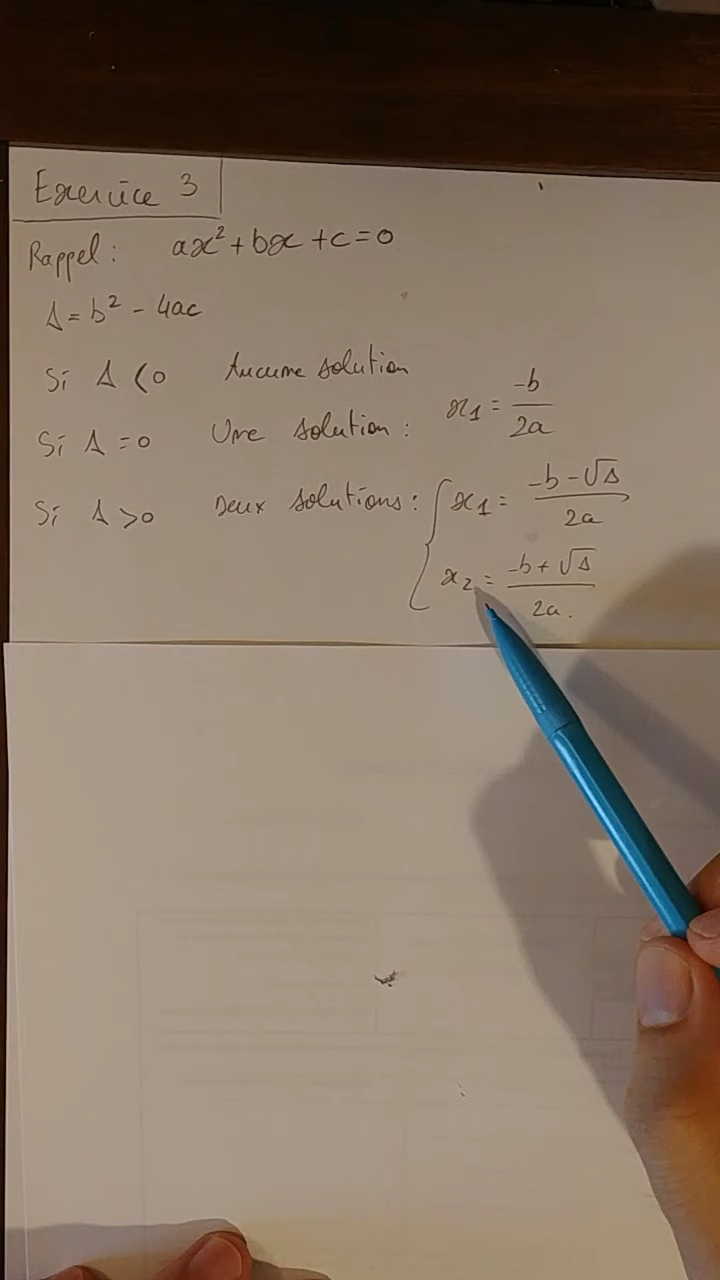 Exercice 3
Rappel : ax² + bx + c = 0
Δ = b² - 4ac
Si Δ < 0 Aucune solution
Si Δ = 0 Une solution : x₁ = -b / 2a
Si Δ > 0 Deux solutions : { x₁ = (-b - √Δ) / 2a
x₂ = (-b + √Δ) / 2a.